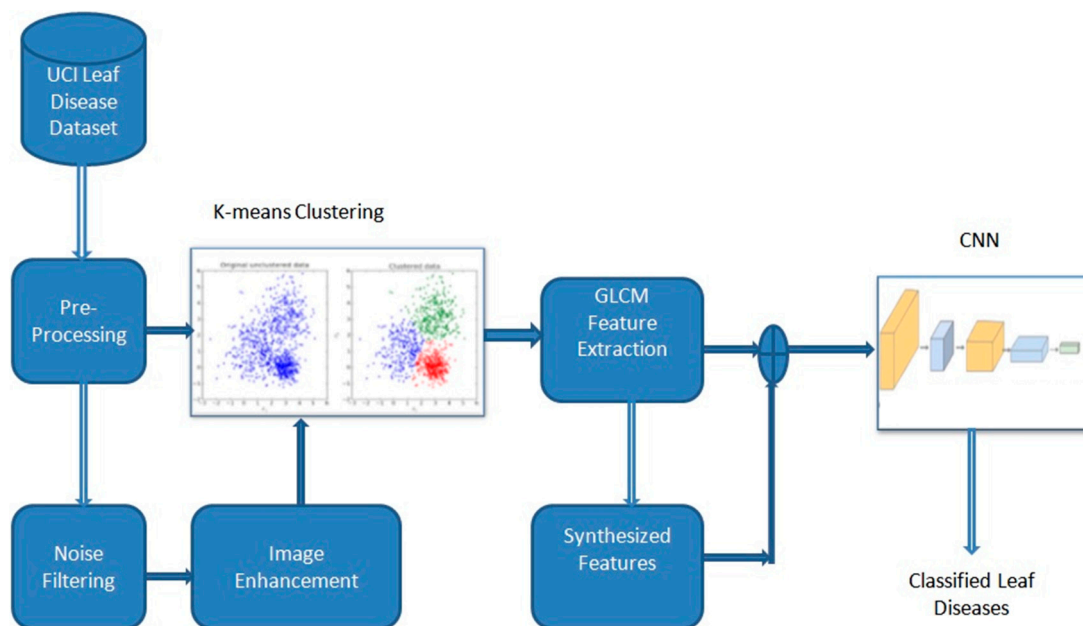 UCI Leaf
Disease
Dataset
K-means Clustering
CNN
Original unclustered data
Clustered data
Pre-
Processing
GLCM
Feature
Extraction
Noise
Filtering
Image
Enhancement
Synthesized
Features
Classified Leaf
Diseases